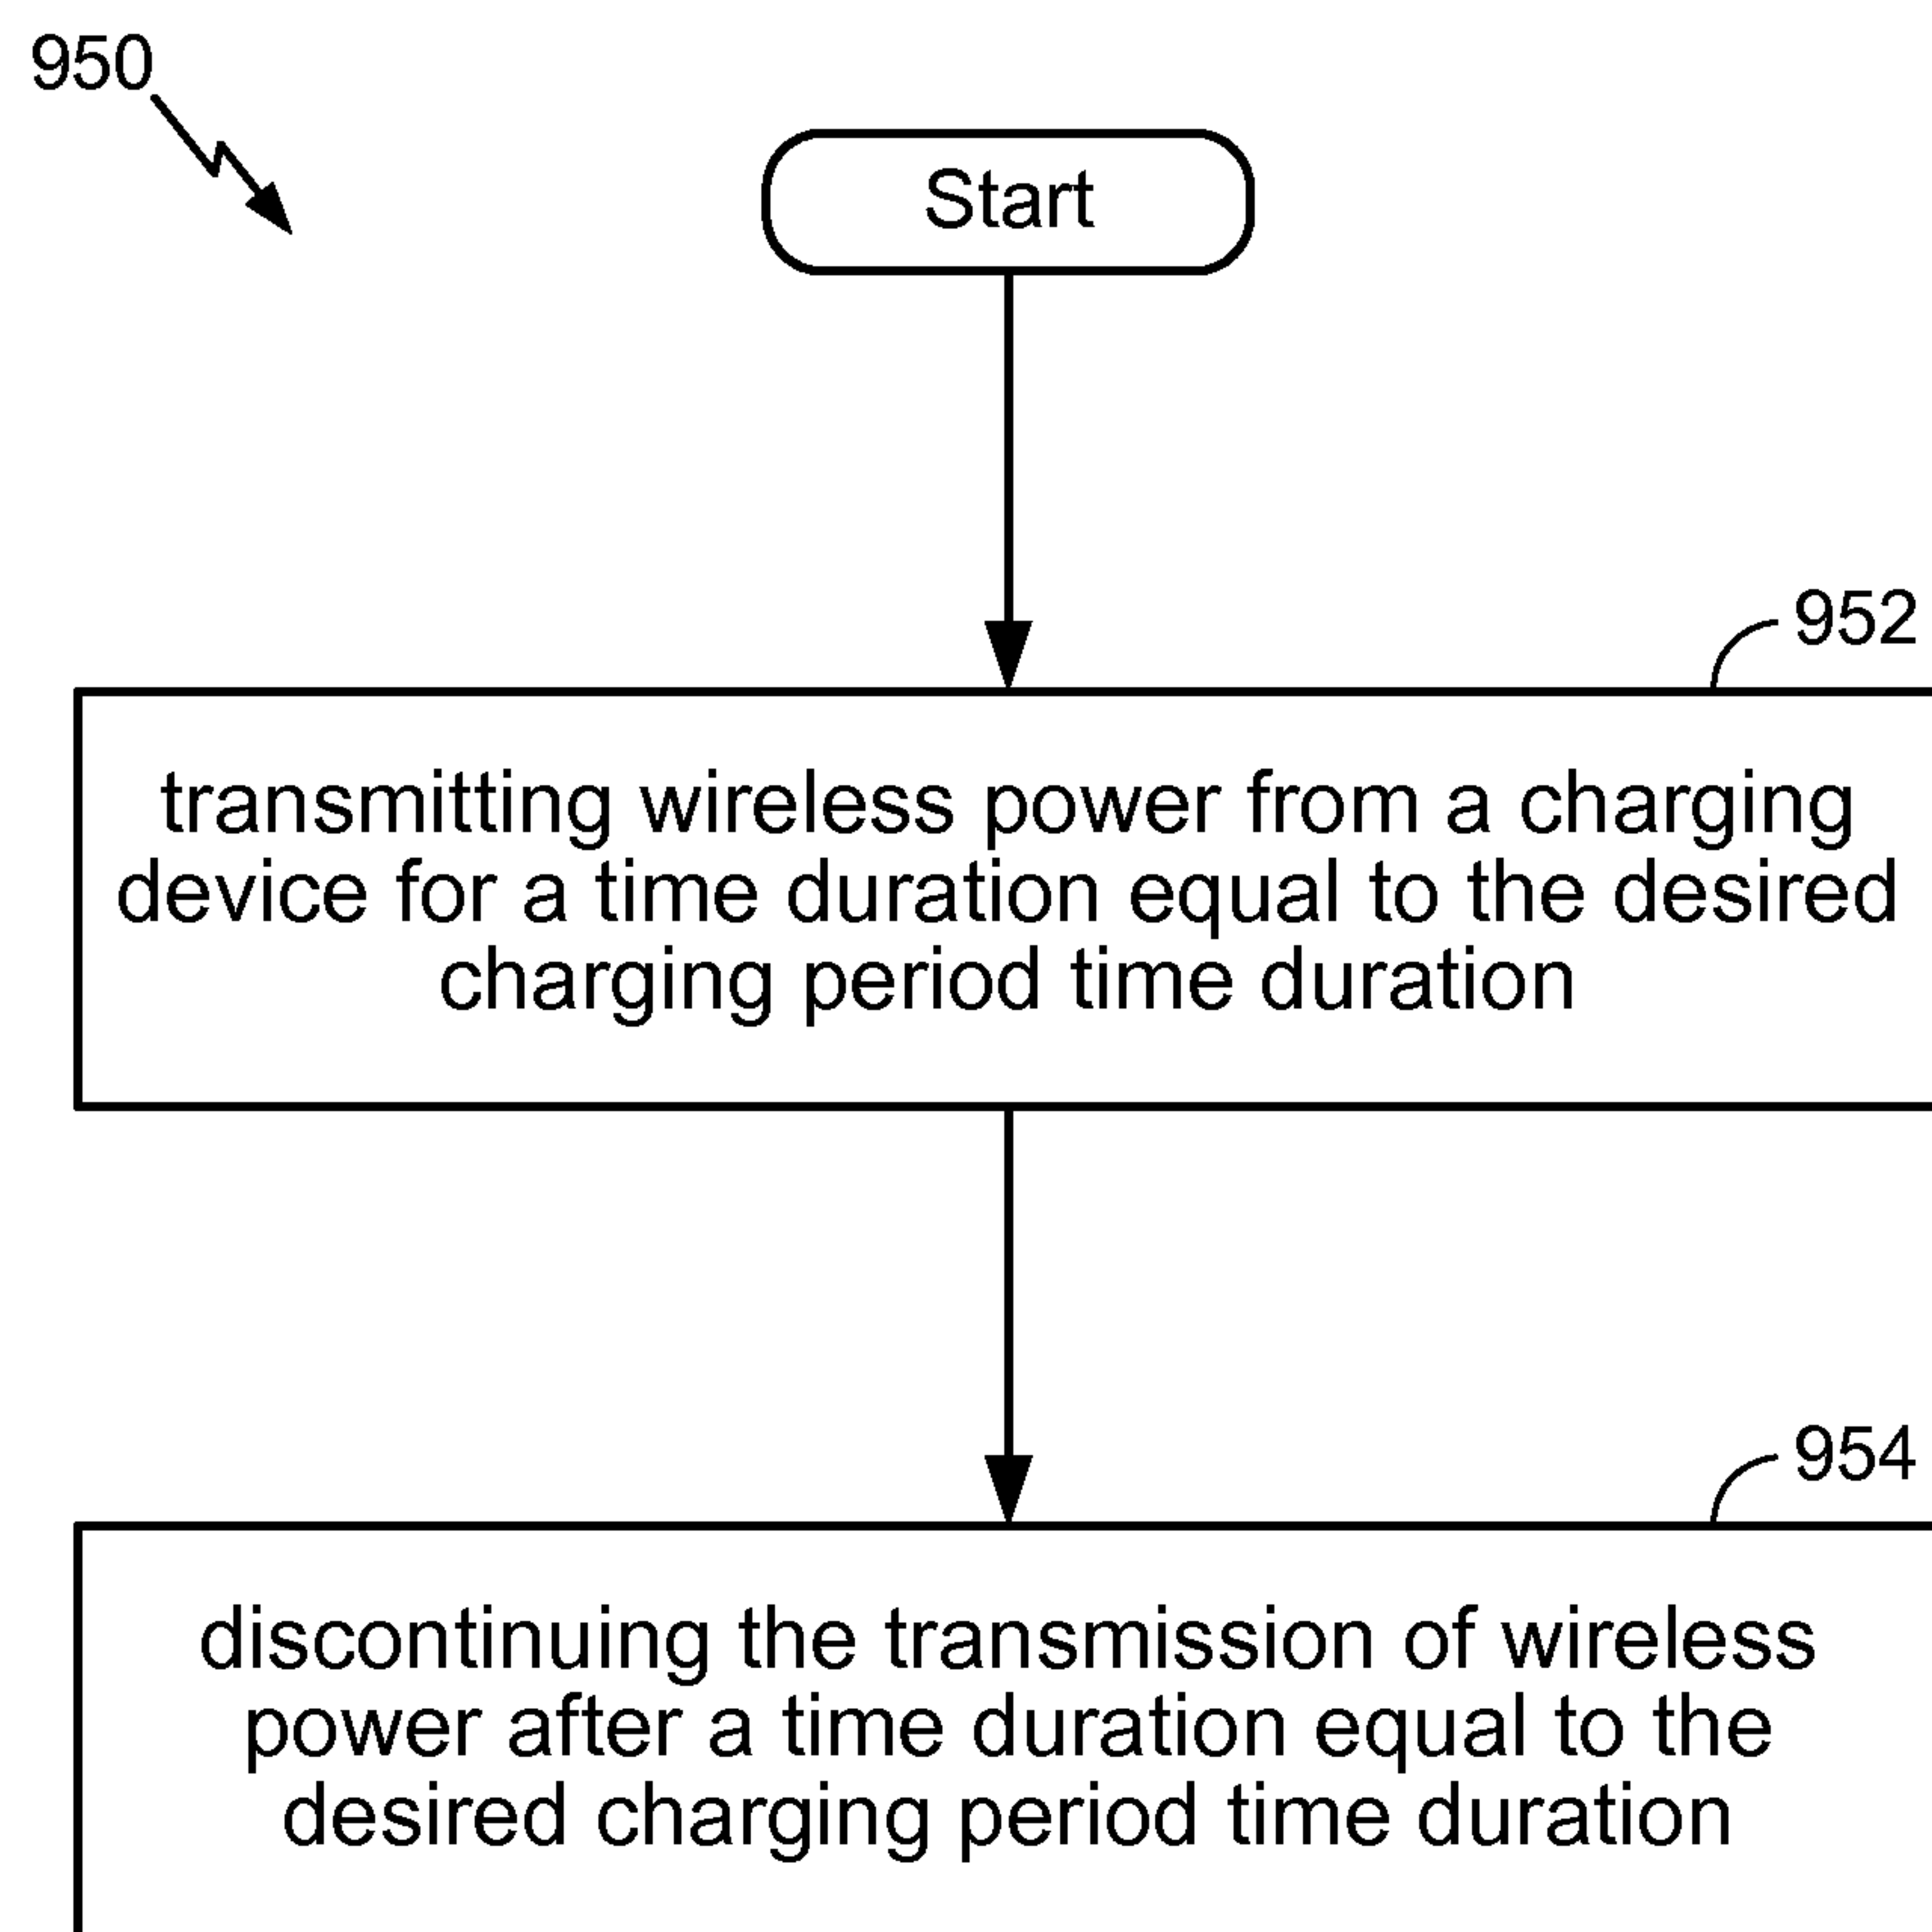 950
Start
952
transmitting wireless power from a charging
device for a time duration equal to the desired
charging period time duration
954
discontinuing the transmission of wireless
power after a time duration equal to the
desired charging period time duration